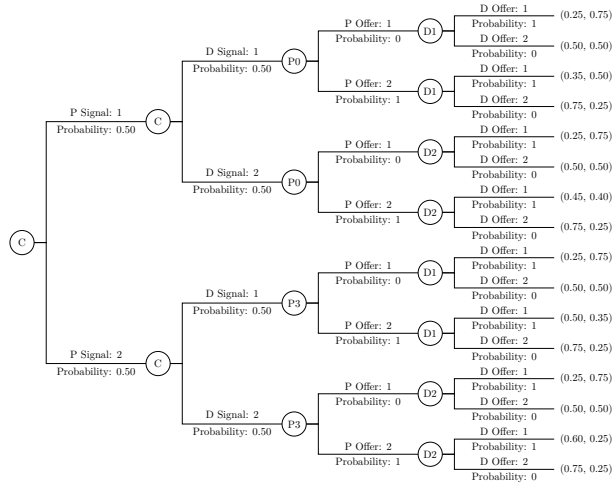 D Offer: 1
(0.25, 0.75)
P Offer: 1
Probability: 1
D1
D Offer: 2
Probability: 0
(0.50, 0.50)
Probability: 0
D Signal: 1
P0
Probability: 0.50
D Offer: 1
(0.35, 0.50)
P Offer: 2
Probability: 1
D1
D Offer: 2
Probability: 1
(0.75, 0.25)
Probability: 0
P Signal: 1
C
Probability: 0.50
D Offer: 1
(0.25, 0.75)
P Offer: 1
Probability: 1
D2
D Offer: 2
Probability: 0
(0.50, 0.50)
Probability: 0
D Signal: 2
P0
Probability: 0.50
D Offer: 1
(0.45, 0.40)
P Offer: 2
Probability: 1
D2
D Offer: 2
Probability: 1
(0.75, 0.25)
Probability: 0
C
D Offer: 1
(0.25, 0.75)
P Offer: 1
Probability: 1
D1
D Offer: 2
Probability: 0
(0.50, 0.50)
Probability: 0
D Signal: 1
P3
Probability: 0.50
D Offer: 1
(0.50, 0.35)
P Offer: 2
Probability: 1
D1
D Offer: 2
Probability: 1
(0.75, 0.25)
Probability: 0
P Signal: 2
C
Probability: 0.50
D Offer: 1
(0.25, 0.75)
P Offer: 1
Probability: 1
D2
D Offer: 2
Probability: 0
(0.50, 0.50)
Probability: 0
D Signal: 2
P3
Probability: 0.50
D Offer: 1
(0.60, 0.25)
P Offer: 2
Probability: 1
D2
D Offer: 2
Probability: 1
(0.75, 0.25)
Probability: 0